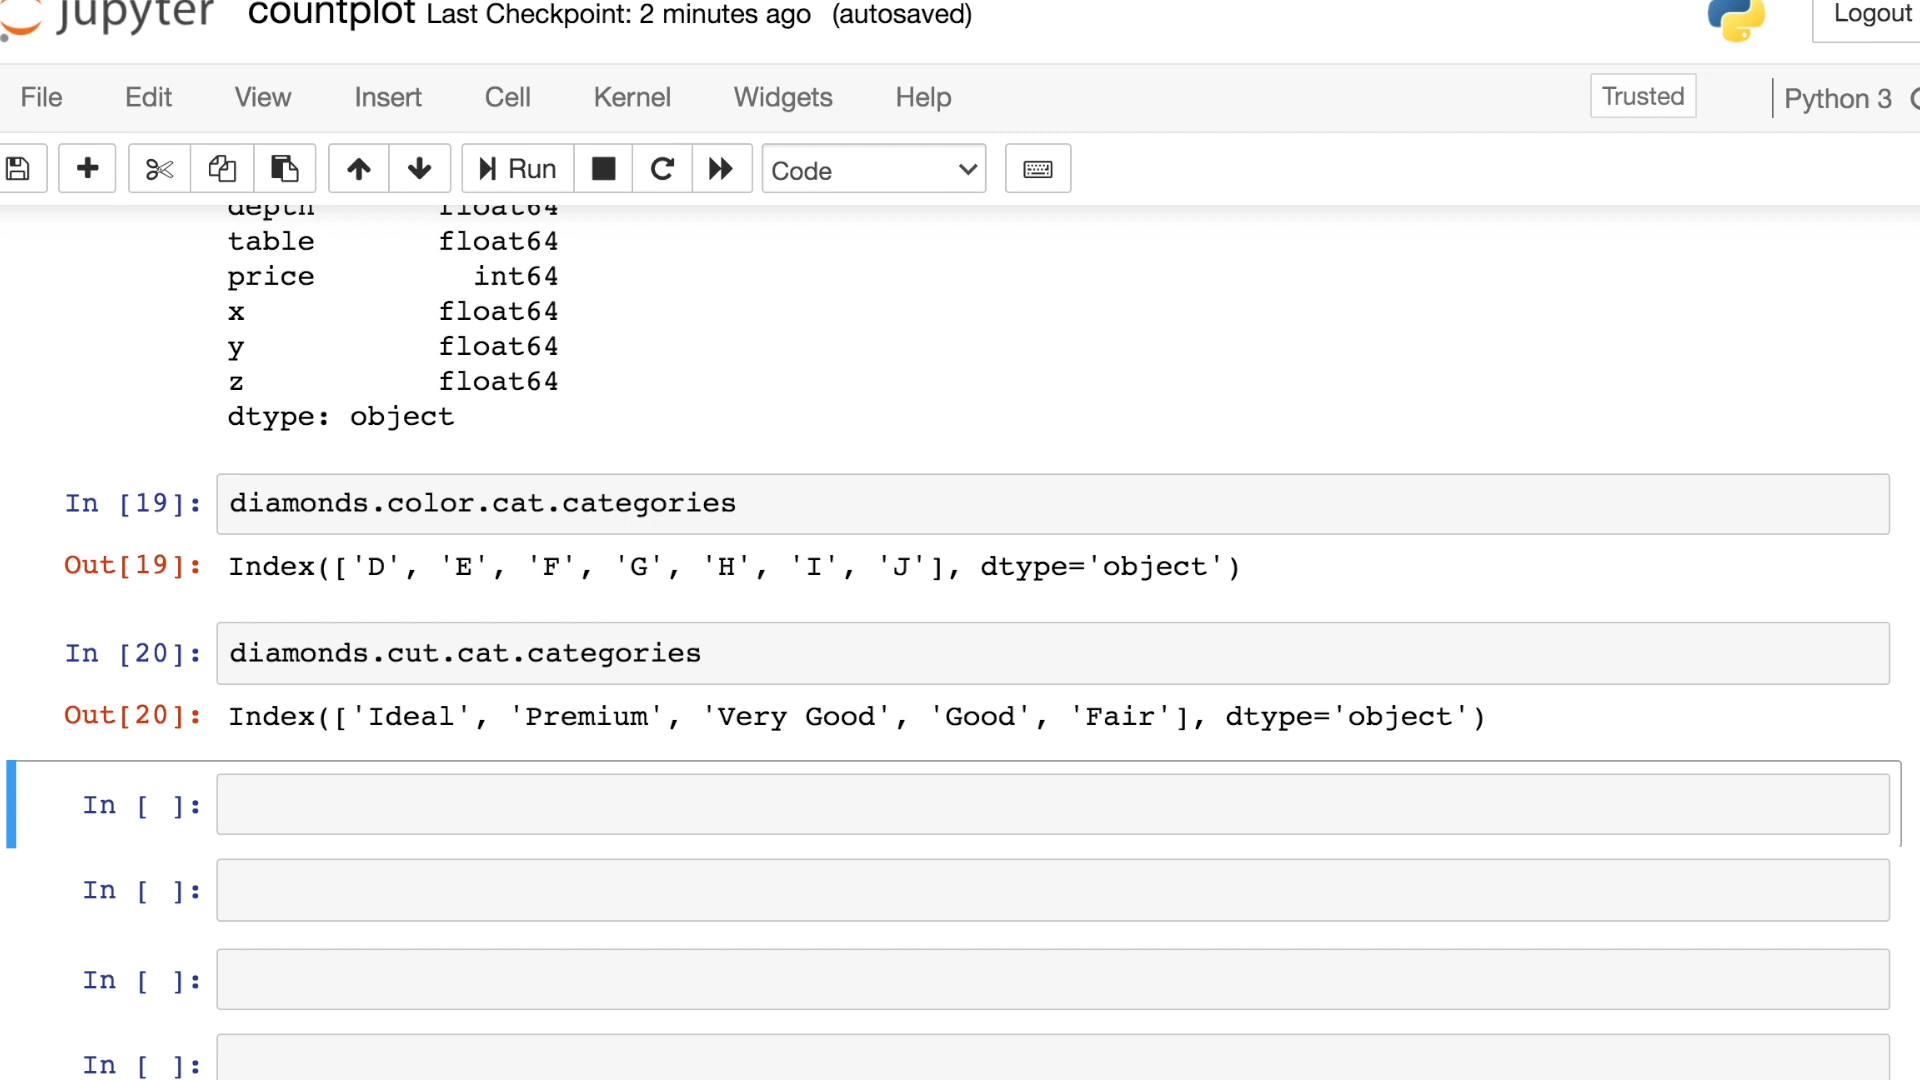 jupyter countplot Last Checkpoint: 2 minutes ago (autosaved) Logout
File Edit View Insert Cell Kernel Widgets Help Trusted Python 3
Run Code
depth float64
table float64
price int64
x float64
y float64
z float64
dtype: object
In [19]: diamonds.color.cat.categories
Out[19]: Index(['D', 'E', 'F', 'G', 'H', 'I', 'J'], dtype='object')
In [20]: diamonds.cut.cat.categories
Out[20]: Index(['Ideal', 'Premium', 'Very Good', 'Good', 'Fair'], dtype='object')
In [ ]:
In [ ]:
In [ ]:
In [ ]: